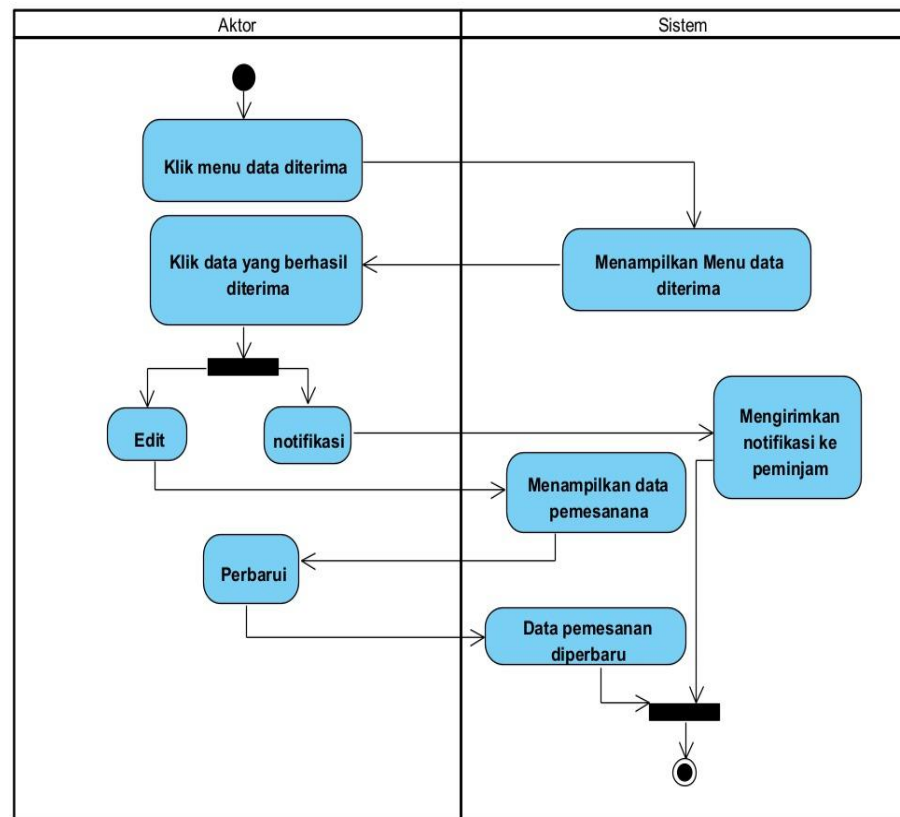 Aktor
Sistem
Klik menu data diterima
Menampilkan Menu data
diterima
Klik data yang berhasil
diterima
Edit
notifikasi
Mengirimkan
notifikasi ke
peminjam
Menampilkan data
pemesanana
Perbarui
Data pemesanan
diperbaru